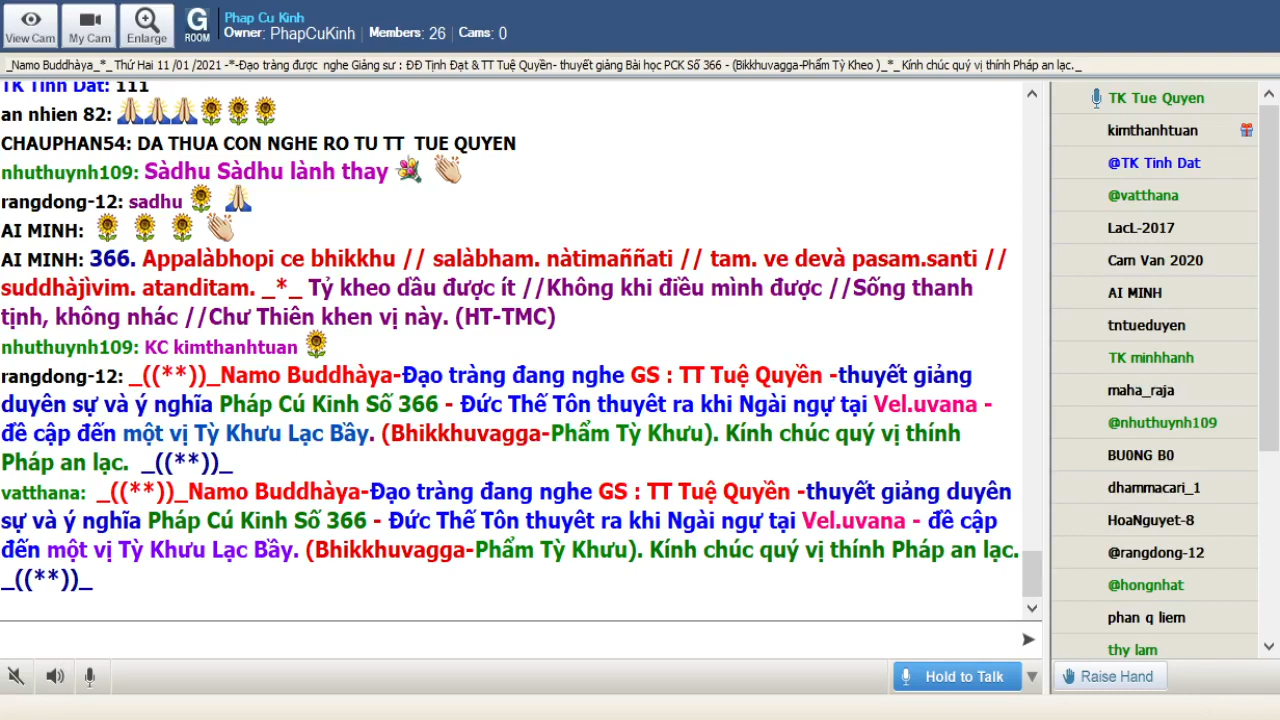 View Cam
My Cam
Enlarge
G
ROOM
Phap Cu Kinh
Owner: PhapCuKinh | Members: 26 | Cams: 0
_Namo Buddhàya_*_ Thứ Hai 11 /01 /2021 -*-Đạo tràng được nghe Giảng sư : ĐĐ Tịnh Đạt & TT Tuệ Quyền- thuyết giảng Bài học PCK Số 366 - (Bikkhuvagga-Phẩm Tỳ Kheo )_*_ Kính chúc quý vị thính Pháp an lạc._
TK Tinh Dat: 111
an nhien 82:
CHAUPHAN54: DA THUA CON NGHE RO TU TT TUE QUYEN
nhuthuynh109: Sàdhu Sàdhu lành thay
rangdong-12: sadhu
AI MINH:
AI MINH: 366. Appalàbhopi ce bhikkhu // salàbham. nàtimaññati // tam. ve devà pasam.santi //
suddhàjìvim. atanditam. _*_ Tỷ kheo dầu được ít //Không khi điều mình được //Sống thanh
tịnh, không nhác //Chư Thiên khen vị này. (HT-TMC)
nhuthuynh109: KC kimthanhtuan
rangdong-12: _((**))_Namo Buddhàya-Đạo tràng đang nghe GS : TT Tuệ Quyền -thuyết giảng
duyên sự và ý nghĩa Pháp Cú Kinh Số 366 - Đức Thế Tôn thuyêt ra khi Ngài ngự tại Vel.uvana -
đề cập đến một vị Tỳ Khưu Lạc Bầy. (Bhikkhuvagga-Phẩm Tỳ Khưu). Kính chúc quý vị thính
Pháp an lạc. _((**))_
vatthana: _((**))_Namo Buddhàya-Đạo tràng đang nghe GS : TT Tuệ Quyền -thuyết giảng duyên
sự và ý nghĩa Pháp Cú Kinh Số 366 - Đức Thế Tôn thuyêt ra khi Ngài ngự tại Vel.uvana - đề cập
đến một vị Tỳ Khưu Lạc Bầy. (Bhikkhuvagga-Phẩm Tỳ Khưu). Kính chúc quý vị thính Pháp an lạc.
_((**))_
Hold to Talk
TK Tue Quyen
kimthanhtuan
@TK Tinh Dat
@vatthana
LacL-2017
Cam Van 2020
AI MINH
tntueduyen
TK minhhanh
maha_raja
@nhuthuynh109
BU0NG B0
dhammacari_1
HoaNguyet-8
@rangdong-12
@hongnhat
phan q liem
thy lam
Raise Hand